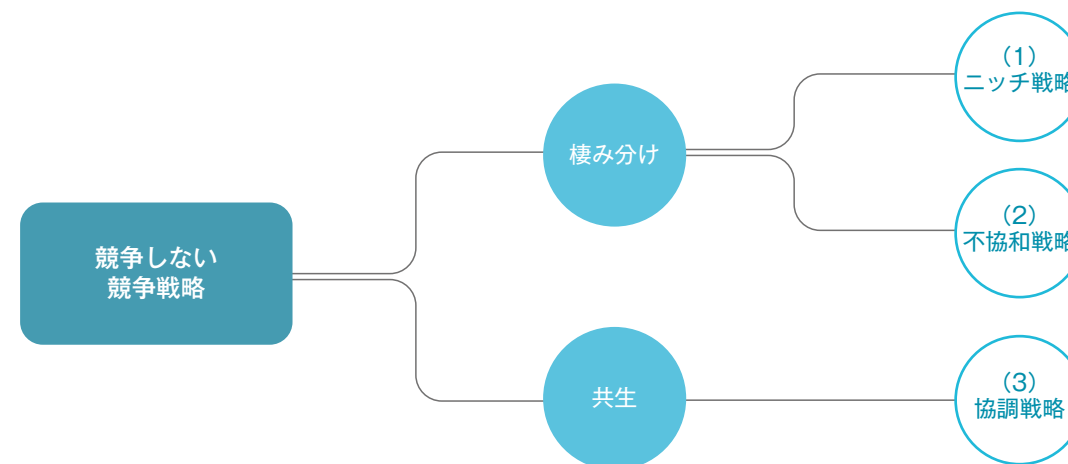 競争しない
競争戦略
棲み分け
共生
(1)
ニッチ戦略
(2)
不協和戦略
(3)
協調戦略